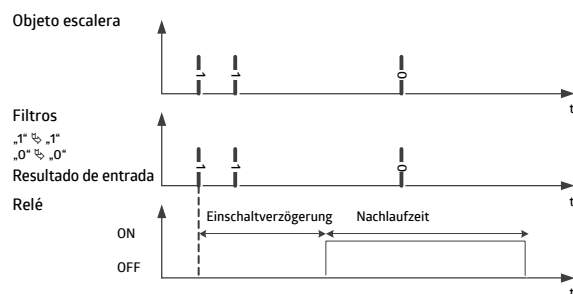 Objeto escalera
1 1 0
t
Filtros
„1“ ⇘ „1“
„0“ ⇘ „0“
Resultado de entrada
1 1 0
t
Relé
Einschaltverzögerung Nachlaufzeit
ON
OFF
t